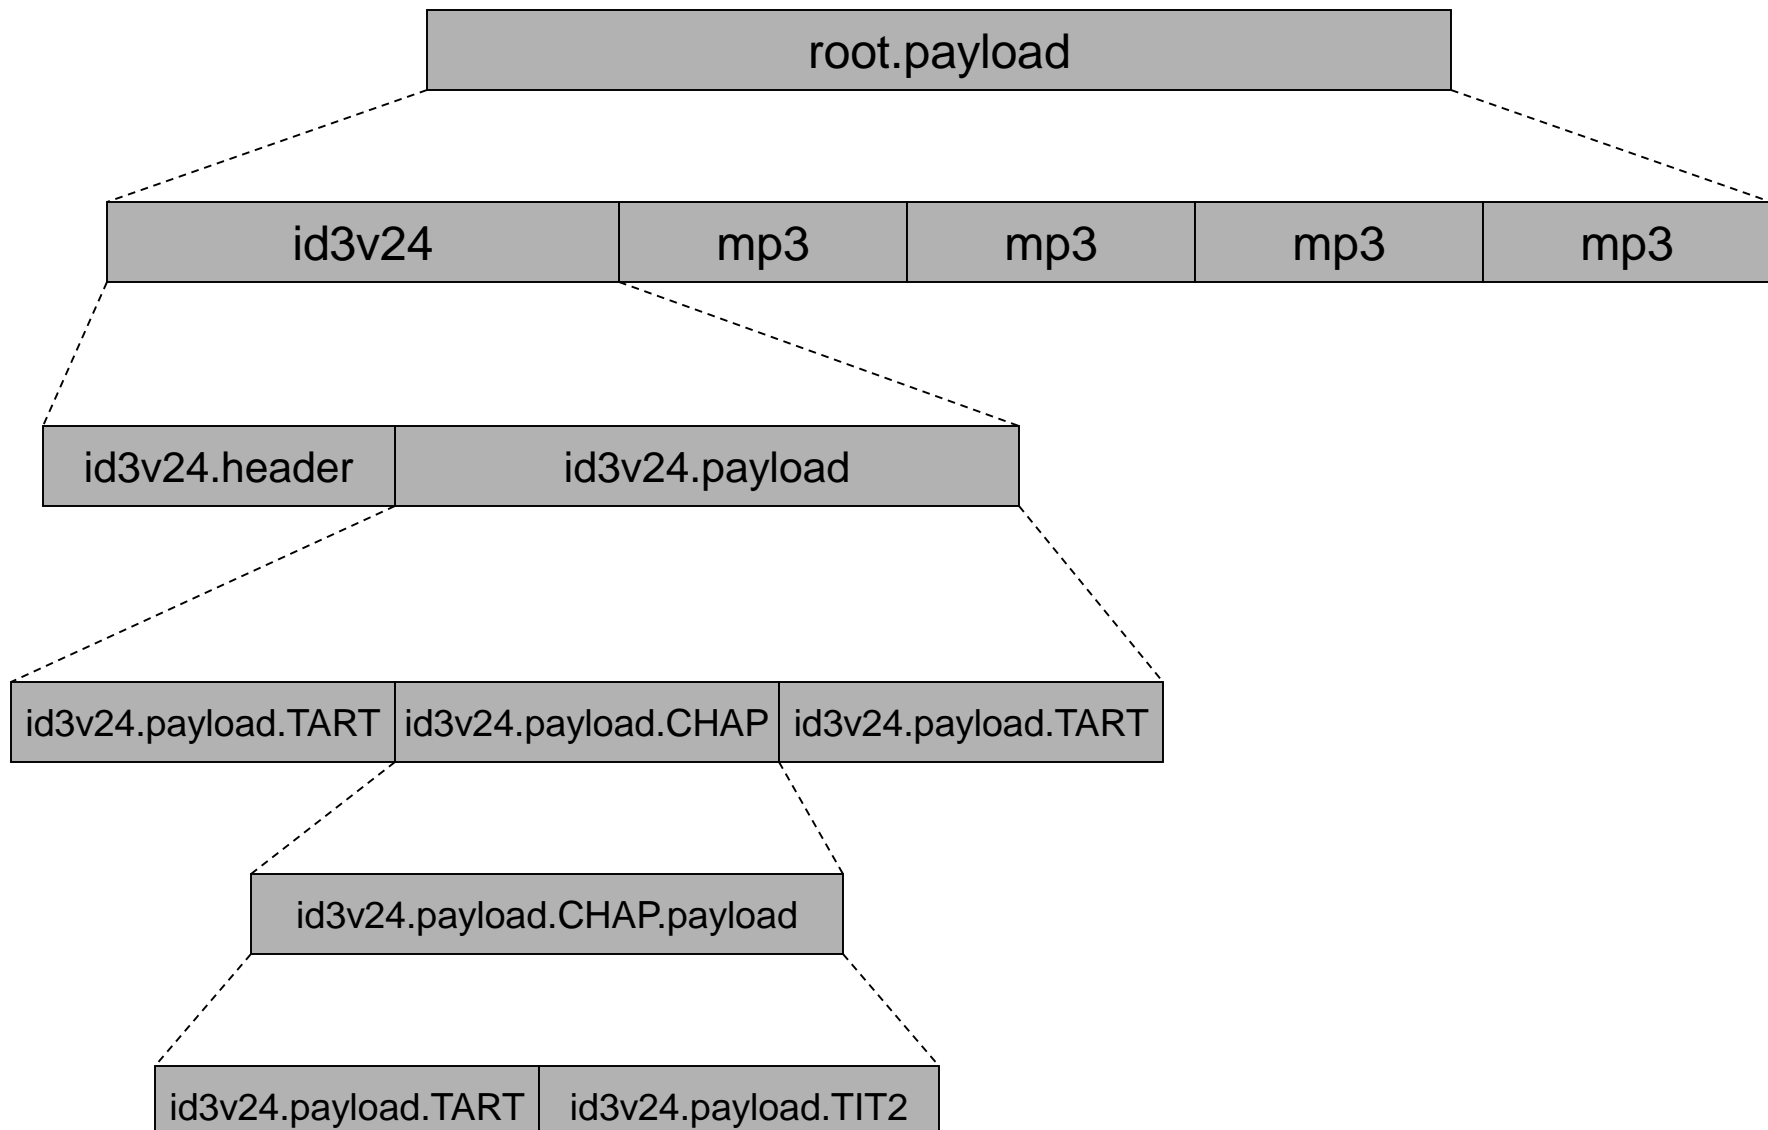 root.payload
id3v24 mp3 mp3 mp3 mp3
id3v24.header id3v24.payload
id3v24.payload.TART id3v24.payload.CHAP id3v24.payload.TART
id3v24.payload.CHAP.payload
id3v24.payload.TART id3v24.payload.TIT2